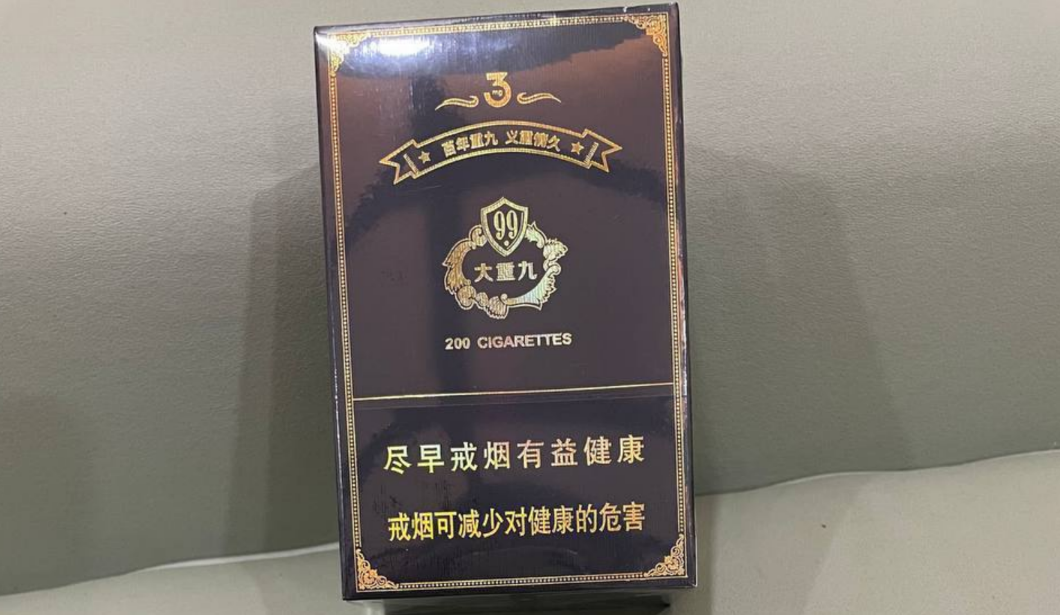 3
mg
百年重九 义重情久
99
大重九
200 CIGARETTES
尽早戒烟有益健康
戒烟可减少对健康的危害